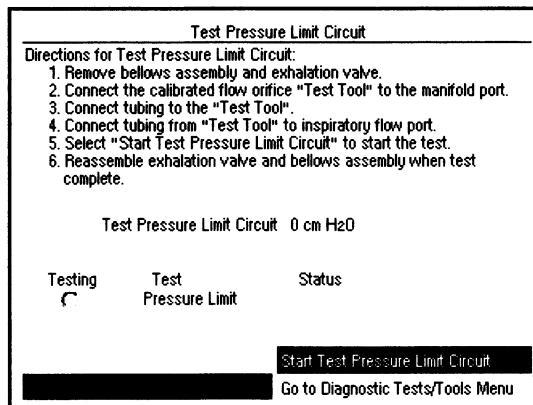 Test Pressure Limit Circuit
Directions for Test Pressure Limit Circuit:
1. Remove bellows assembly and exhalation valve.
2. Connect the calibrated flow orifice "Test Tool" to the manifold port.
3. Connect tubing to the "Test Tool".
4. Connect tubing from "Test Tool" to inspiratory flow port.
5. Select "Start Test Pressure Limit Circuit" to start the test.
6. Reassemble exhalation valve and bellows assembly when test
complete.
Test Pressure Limit Circuit 0 cm H2O
Testing Test Status
Pressure Limit
Start Test Pressure Limit Circuit
Go to Diagnostic Tests/Tools Menu